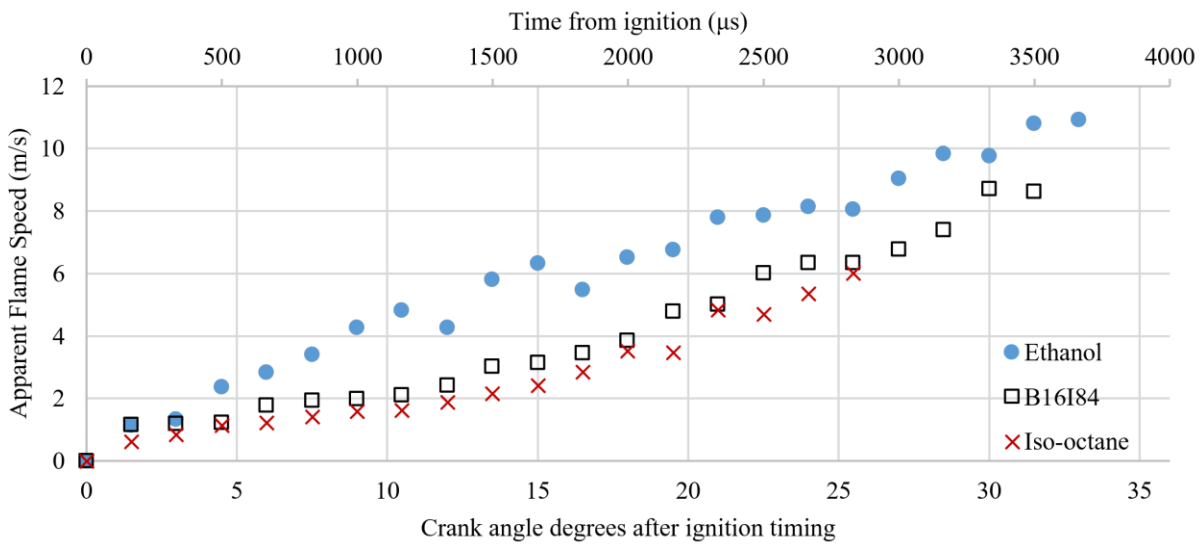 Time from ignition (μs)
0 500 1000 1500 2000 2500 3000 3500 4000
12
10
8
6
4
2
0
Apparent Flame Speed (m/s)
Ethanol
B16I84
Iso-octane
0 5 10 15 20 25 30 35
Crank angle degrees after ignition timing